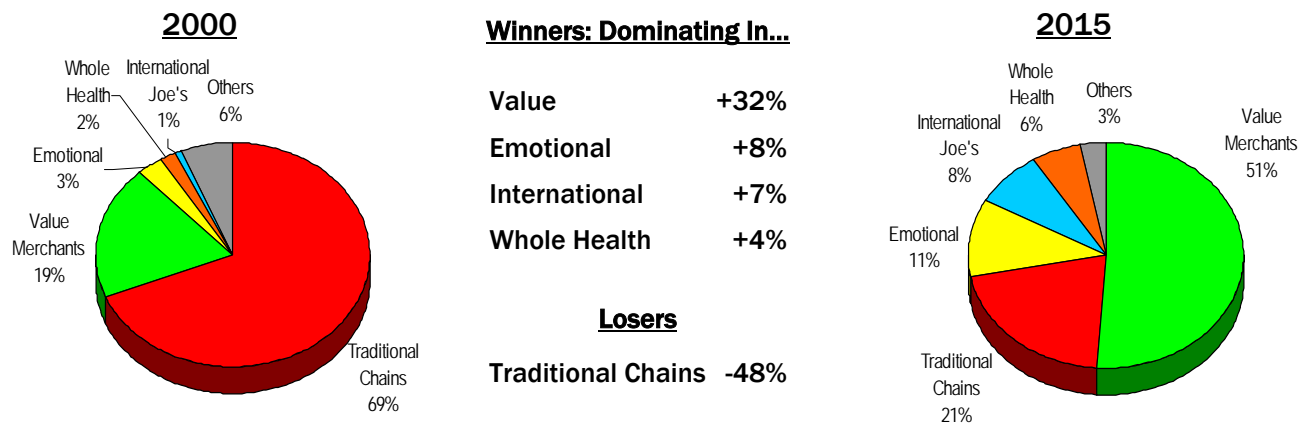 2000
Whole
Health
2%
International
Joe's
1%
Others
6%
Emotional
3%
Value
Merchants
19%
Traditional
Chains
69%
Winners: Dominating In...
Value +32%
Emotional +8%
International +7%
Whole Health +4%
Losers
Traditional Chains -48%
2015
Whole
Health
6%
Others
3%
International
Joe's
8%
Value
Merchants
51%
Emotional
11%
Traditional
Chains
21%